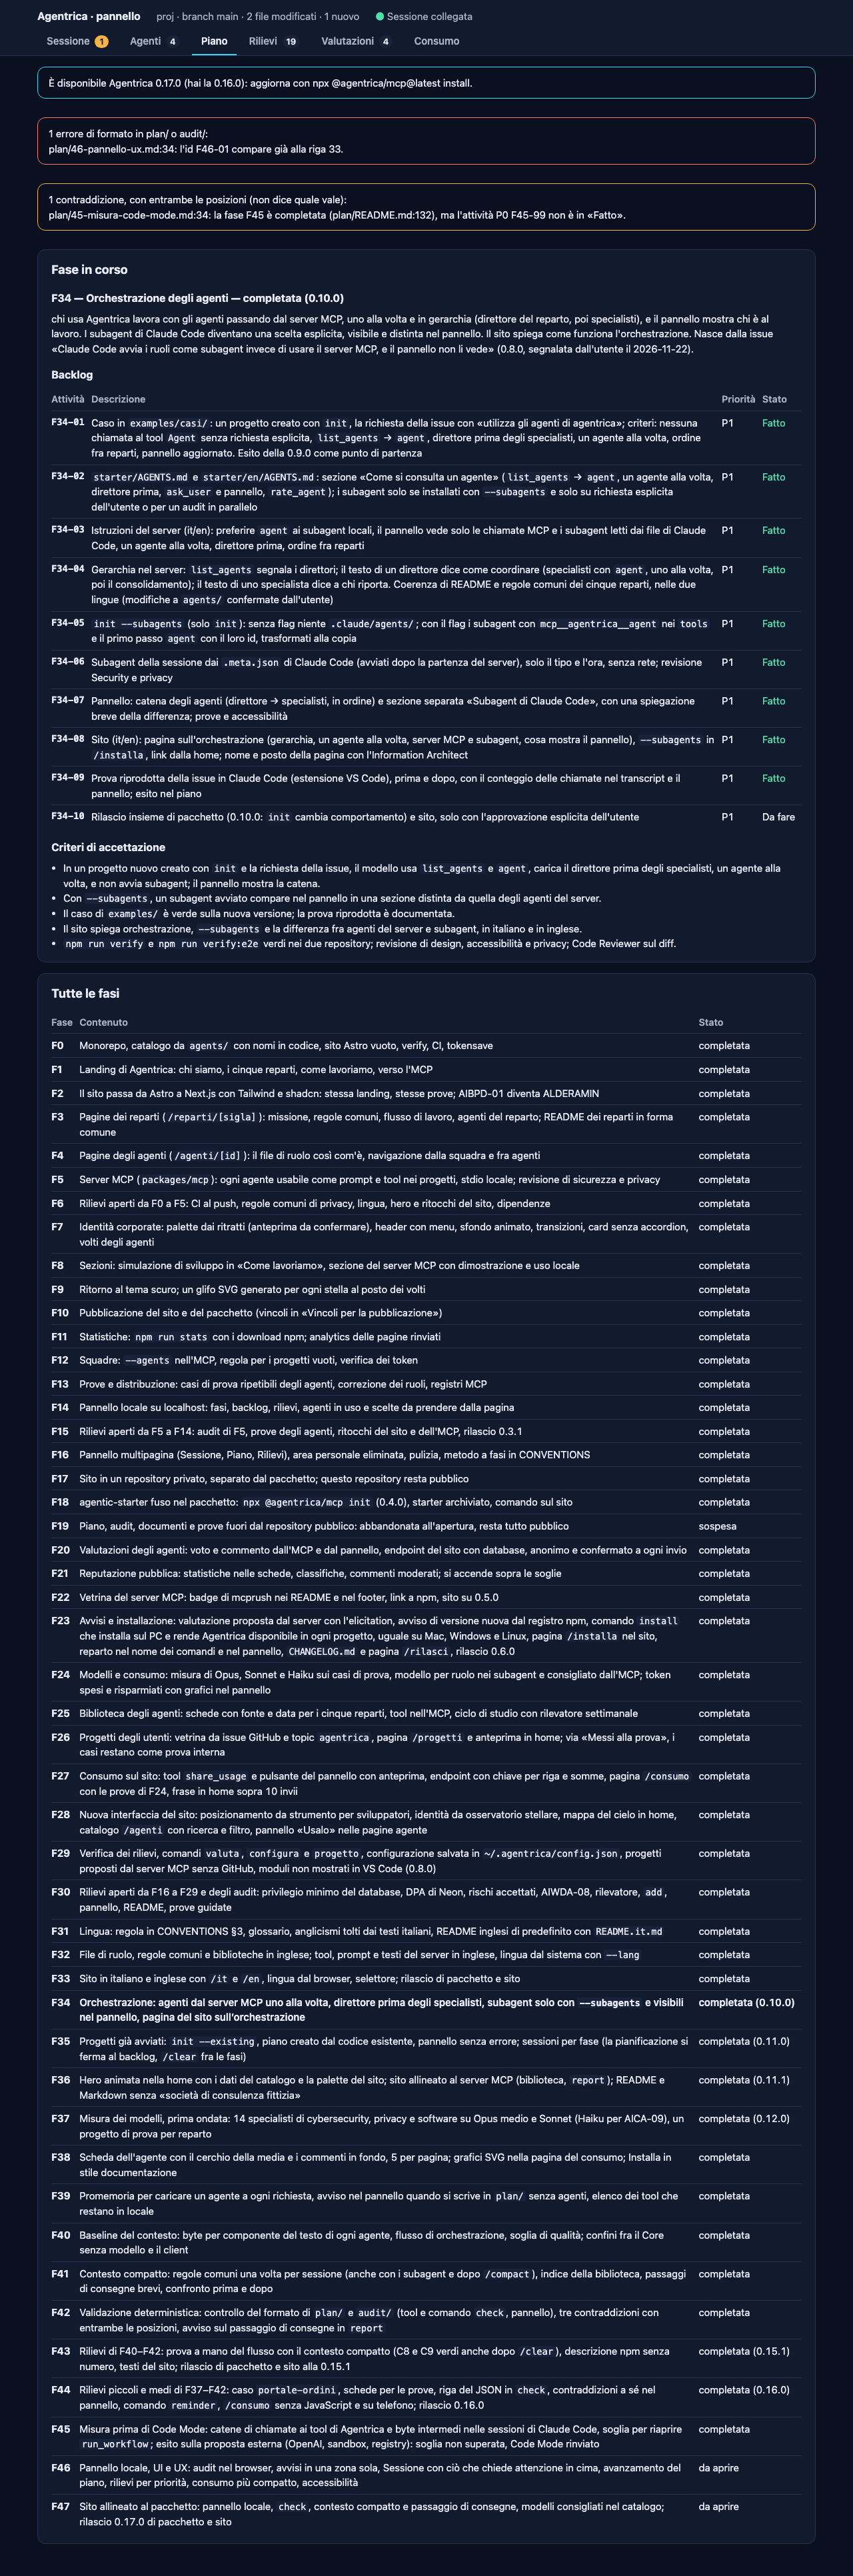 Agentrica · pannello proj · branch main · 2 file modificati · 1 nuovo Sessione collegata
Sessione 1 Agenti 4 Piano Rilievi 19 Valutazioni 4 Consumo
È disponibile Agentrica 0.17.0 (hai la 0.16.0): aggiorna con npx @agentrica/mcp@latest install.
1 errore di formato in plan/ o audit/:
plan/46-pannello-ux.md:34: l'id F46-01 compare già alla riga 33.
1 contraddizione, con entrambe le posizioni (non dice quale vale):
plan/45-misura-code-mode.md:34: la fase F45 è completata (plan/README.md:132), ma l'attività P0 F45-99 non è in «Fatto».
Fase in corso
F34 — Orchestrazione degli agenti — completata (0.10.0)
chi usa Agentrica lavora con gli agenti passando dal server MCP, uno alla volta e in gerarchia (direttore del reparto, poi specialisti), e il pannello mostra chi è al
lavoro. I subagent di Claude Code diventano una scelta esplicita, visibile e distinta nel pannello. Il sito spiega come funziona l'orchestrazione. Nasce dalla issue
«Claude Code avvia i ruoli come subagent invece di usare il server MCP, e il pannello non li vede» (0.8.0, segnalata dall'utente il 2026-11-22).
Backlog
Attività Descrizione Priorità Stato
F34-01 Caso in examples/casi/: un progetto creato con init, la richiesta della issue con «utilizza gli agenti di agentrica»; criteri: nessuna P1 Fatto
chiamata al tool Agent senza richiesta esplicita, list_agents → agent, direttore prima degli specialisti, un agente alla volta, ordine
fra reparti, pannello aggiornato. Esito della 0.9.0 come punto di partenza
F34-02 starter/AGENTS.md e starter/en/AGENTS.md: sezione «Come si consulta un agente» (list_agents → agent, un agente alla volta, P1 Fatto
direttore prima, ask_user e pannello, rate_agent); i subagent solo se installati con --subagents e solo su richiesta esplicita
dell'utente o per un audit in parallelo
F34-03 Istruzioni del server (it/en): preferire agent ai subagent locali, il pannello vede solo le chiamate MCP e i subagent letti dai file di Claude P1 Fatto
Code, un agente alla volta, direttore prima, ordine fra reparti
F34-04 Gerarchia nel server: list_agents segnala i direttori; il testo di un direttore dice come coordinare (specialisti con agent, uno alla volta, P1 Fatto
poi il consolidamento); il testo di uno specialista dice a chi riporta. Coerenza di README e regole comuni dei cinque reparti, nelle due
lingue (modifiche a agents/ confermate dall'utente)
F34-05 init --subagents (solo init): senza flag niente .claude/agents/; con il flag i subagent con mcp__agentrica__agent nei tools P1 Fatto
e il primo passo agent con il loro id, trasformati alla copia
F34-06 Subagent della sessione dai .meta.json di Claude Code (avviati dopo la partenza del server), solo il tipo e l'ora, senza rete; revisione P1 Fatto
Security e privacy
F34-07 Pannello: catena degli agenti (direttore → specialisti, in ordine) e sezione separata «Subagent di Claude Code», con una spiegazione P1 Fatto
breve della differenza; prove e accessibilità
F34-08 Sito (it/en): pagina sull'orchestrazione (gerarchia, un agente alla volta, server MCP e subagent, cosa mostra il pannello), --subagents in P1 Fatto
/installa, link dalla home; nome e posto della pagina con l'Information Architect
F34-09 Prova riprodotta della issue in Claude Code (estensione VS Code), prima e dopo, con il conteggio delle chiamate nel transcript e il P1 Fatto
pannello; esito nel piano
F34-10 Rilascio insieme di pacchetto (0.10.0: init cambia comportamento) e sito, solo con l'approvazione esplicita dell'utente P1 Da fare
Criteri di accettazione
• In un progetto nuovo creato con init e la richiesta della issue, il modello usa list_agents e agent, carica il direttore prima degli specialisti, un agente alla
volta, e non avvia subagent; il pannello mostra la catena.
• Con --subagents, un subagent avviato compare nel pannello in una sezione distinta da quella degli agenti del server.
• Il caso di examples/ è verde sulla nuova versione; la prova riprodotta è documentata.
• Il sito spiega orchestrazione, --subagents e la differenza fra agenti del server e subagent, in italiano e in inglese.
• npm run verify e npm run verify:e2e verdi nei due repository; revisione di design, accessibilità e privacy; Code Reviewer sul diff.
Tutte le fasi
Fase Contenuto Stato
F0 Monorepo, catalogo da agents/ con nomi in codice, sito Astro vuoto, verify, CI, tokensave completata
F1 Landing di Agentrica: chi siamo, i cinque reparti, come lavoriamo, verso l'MCP completata
F2 Il sito passa da Astro a Next.js con Tailwind e shadcn: stessa landing, stesse prove; AIBPD-01 diventa ALDERAMIN completata
F3 Pagine dei reparti (/reparti/[sigla]): missione, regole comuni, flusso di lavoro, agenti del reparto; README dei reparti in forma completata
comune
F4 Pagine degli agenti (/agenti/[id]): il file di ruolo così com'è, navigazione dalla squadra e fra agenti completata
F5 Server MCP (packages/mcp): ogni agente usabile come prompt e tool nei progetti, stdio locale; revisione di sicurezza e privacy completata
F6 Rilievi aperti da F0 a F5: CI al push, regole comuni di privacy, lingua, hero e ritocchi del sito, dipendenze completata
F7 Identità corporate: palette dai ritratti (anteprima da confermare), header con menu, sfondo animato, transizioni, card senza accordion, completata
volti degli agenti
F8 Sezioni: simulazione di sviluppo in «Come lavoriamo», sezione del server MCP con dimostrazione e uso locale completata
F9 Ritorno al tema scuro; un glifo SVG generato per ogni stella al posto dei volti completata
F10 Pubblicazione del sito e del pacchetto (vincoli in «Vincoli per la pubblicazione») completata
F11 Statistiche: npm run stats con i download npm; analytics delle pagine rinviati completata
F12 Squadre: --agents nell'MCP, regola per i progetti vuoti, verifica dei token completata
F13 Prove e distribuzione: casi di prova ripetibili degli agenti, correzione dei ruoli, registri MCP completata
F14 Pannello locale su localhost: fasi, backlog, rilievi, agenti in uso e scelte da prendere dalla pagina completata
F15 Rilievi aperti da F5 a F14: audit di F5, prove degli agenti, ritocchi del sito e dell'MCP, rilascio 0.3.1 completata
F16 Pannello multipagina (Sessione, Piano, Rilievi), area personale eliminata, pulizia, metodo a fasi in CONVENTIONS completata
F17 Sito in un repository privato, separato dal pacchetto; questo repository resta pubblico completata
F18 agentic-starter fuso nel pacchetto: npx @agentrica/mcp init (0.4.0), starter archiviato, comando sul sito completata
F19 Piano, audit, documenti e prove fuori dal repository pubblico: abbandonata all'apertura, resta tutto pubblico sospesa
F20 Valutazioni degli agenti: voto e commento dall'MCP e dal pannello, endpoint del sito con database, anonimo e confermato a ogni invio completata
F21 Reputazione pubblica: statistiche nelle schede, classifiche, commenti moderati; si accende sopra le soglie completata
F22 Vetrina del server MCP: badge di mcprush nei README e nel footer, link a npm, sito su 0.5.0 completata
F23 Avvisi e installazione: valutazione proposta dal server con l'elicitation, avviso di versione nuova dal registro npm, comando install completata
che installa sul PC e rende Agentrica disponibile in ogni progetto, uguale su Mac, Windows e Linux, pagina /installa nel sito,
reparto nel nome dei comandi e nel pannello, CHANGELOG.md e pagina /rilasci, rilascio 0.6.0
F24 Modelli e consumo: misura di Opus, Sonnet e Haiku sui casi di prova, modello per ruolo nei subagent e consigliato dall'MCP; token completata
spesi e risparmiati con grafici nel pannello
F25 Biblioteca degli agenti: schede con fonte e data per i cinque reparti, tool nell'MCP, ciclo di studio con rilevatore settimanale completata
F26 Progetti degli utenti: vetrina da issue GitHub e topic agentrica, pagina /progetti e anteprima in home; via «Messi alla prova», i completata
casi restano come prova interna
F27 Consumo sul sito: tool share_usage e pulsante del pannello con anteprima, endpoint con chiave per riga e somme, pagina /consumo completata
con le prove di F24, frase in home sopra 10 invii
F28 Nuova interfaccia del sito: posizionamento da strumento per sviluppatori, identità da osservatorio stellare, mappa del cielo in home, completata
catalogo /agenti con ricerca e filtro, pannello «Usalo» nelle pagine agente
F29 Verifica dei rilievi, comandi valuta, configura e progetto, configurazione salvata in ~/.agentrica/config.json, progetti completata
proposti dal server MCP senza GitHub, moduli non mostrati in VS Code (0.8.0)
F30 Rilievi aperti da F16 a F29 e degli audit: privilegio minimo del database, DPA di Neon, rischi accettati, AIWDA-08, rilevatore, add, completata
pannello, README, prove guidate
F31 Lingua: regola in CONVENTIONS §3, glossario, anglicismi tolti dai testi italiani, README inglesi di predefinito con README.it.md completata
F32 File di ruolo, regole comuni e biblioteche in inglese; tool, prompt e testi del server in inglese, lingua dal sistema con --lang completata
F33 Sito in italiano e inglese con /it e /en, lingua dal browser, selettore; rilascio di pacchetto e sito completata
F34 Orchestrazione: agenti dal server MCP uno alla volta, direttore prima degli specialisti, subagent solo con --subagents e visibili completata (0.10.0)
nel pannello, pagina del sito sull'orchestrazione
F35 Progetti già avviati: init --existing, piano creato dal codice esistente, pannello senza errore; sessioni per fase (la pianificazione si completata (0.11.0)
ferma al backlog, /clear fra le fasi)
F36 Hero animata nella home con i dati del catalogo e la palette del sito; sito allineato al server MCP (biblioteca, report); README e completata (0.11.1)
Markdown senza «società di consulenza fittizia»
F37 Misura dei modelli, prima ondata: 14 specialisti di cybersecurity, privacy e software su Opus medio e Sonnet (Haiku per AICA-09), un completata (0.12.0)
progetto di prova per reparto
F38 Scheda dell'agente con il cerchio della media e i commenti in fondo, 5 per pagina; grafici SVG nella pagina del consumo; Installa in completata
stile documentazione
F39 Promemoria per caricare un agente a ogni richiesta, avviso nel pannello quando si scrive in plan/ senza agenti, elenco dei tool che completata
restano in locale
F40 Baseline del contesto: byte per componente del testo di ogni agente, flusso di orchestrazione, soglia di qualità; confini fra il Core completata
senza modello e il client
F41 Contesto compatto: regole comuni una volta per sessione (anche con i subagent e dopo /compact), indice della biblioteca, passaggi completata
di consegne brevi, confronto prima e dopo
F42 Validazione deterministica: controllo del formato di plan/ e audit/ (tool e comando check, pannello), tre contraddizioni con completata
entrambe le posizioni, avviso sul passaggio di consegne in report
F43 Rilievi di F40–F42: prova a mano del flusso con il contesto compatto (C8 e C9 verdi anche dopo /clear), descrizione npm senza completata (0.15.1)
numero, testi del sito; rilascio di pacchetto e sito alla 0.15.1
F44 Rilievi piccoli e medi di F37–F42: caso portale-ordini, schede per le prove, riga del JSON in check, contraddizioni a sé nel completata (0.16.0)
pannello, comando reminder, /consumo senza JavaScript e su telefono; rilascio 0.16.0
F45 Misura prima di Code Mode: catene di chiamate ai tool di Agentrica e byte intermedi nelle sessioni di Claude Code, soglia per riaprire completata
run_workflow; esito sulla proposta esterna (OpenAI, sandbox, registry): soglia non superata, Code Mode rinviato
F46 Pannello locale, UI e UX: audit nel browser, avvisi in una zona sola, Sessione con ciò che chiede attenzione in cima, avanzamento del da aprire
piano, rilievi per priorità, consumo più compatto, accessibilità
F47 Sito allineato al pacchetto: pannello locale, check, contesto compatto e passaggio di consegne, modelli consigliati nel catalogo; da aprire
rilascio 0.17.0 di pacchetto e sito